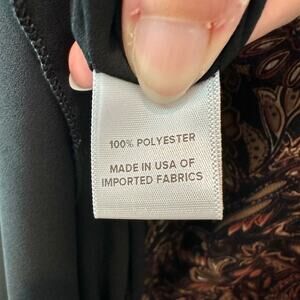 100% POLYESTER
MADE IN USA OF
IMPORTED FABRICS